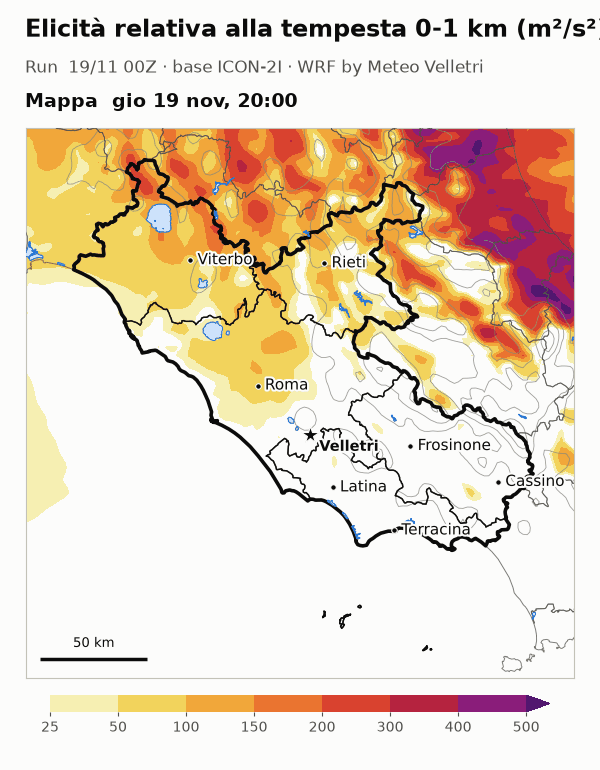 Elicità relativa alla tempesta 0-1 km (m²/s²)
Run  19/11 00Z · base ICON-2I · WRF by Meteo Velletri
Mappa  gio 19 nov, 20:00
Viterbo
Rieti
Roma
Velletri
Frosinone
Cassino
Latina
Terracina
50 km
25 50 100 150 200 300 400 500